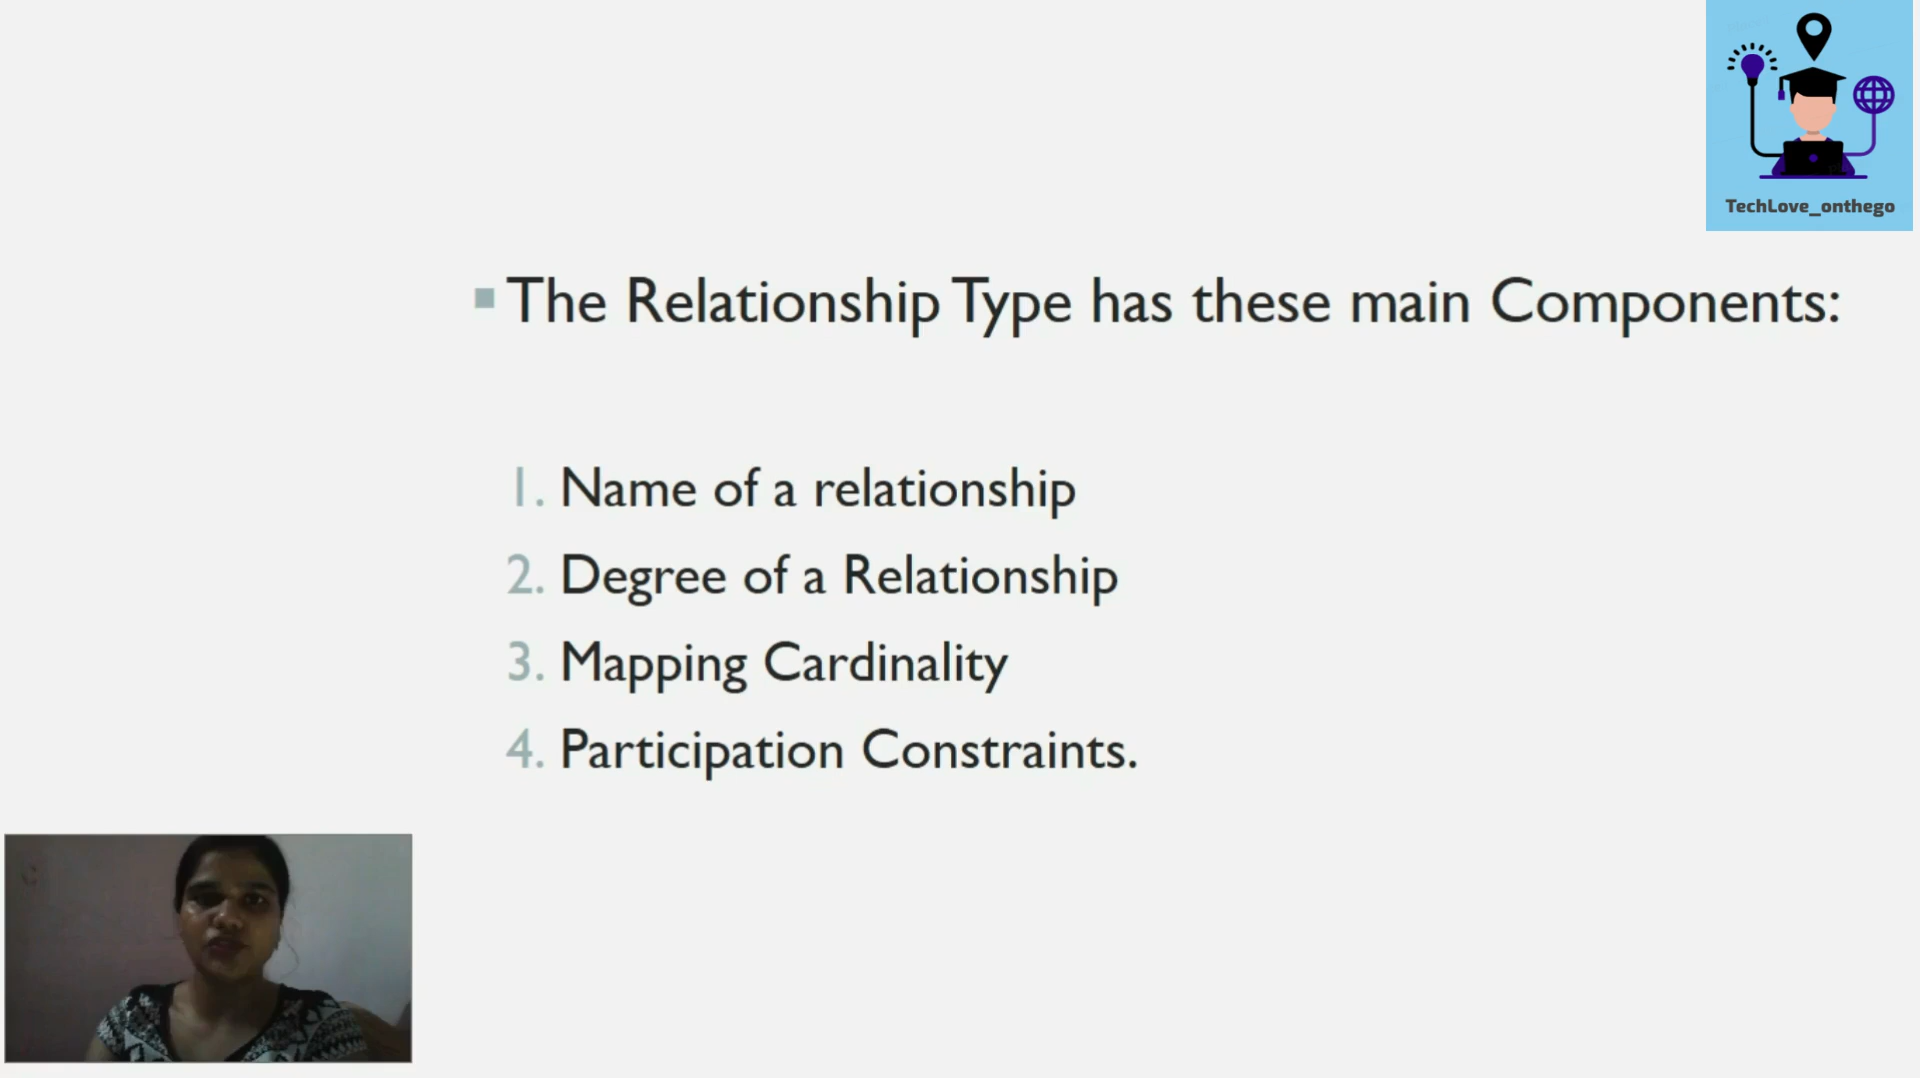 TechLove_onthego
The Relationship Type has these main Components:
1. Name of a relationship
2. Degree of a Relationship
3. Mapping Cardinality
4. Participation Constraints.